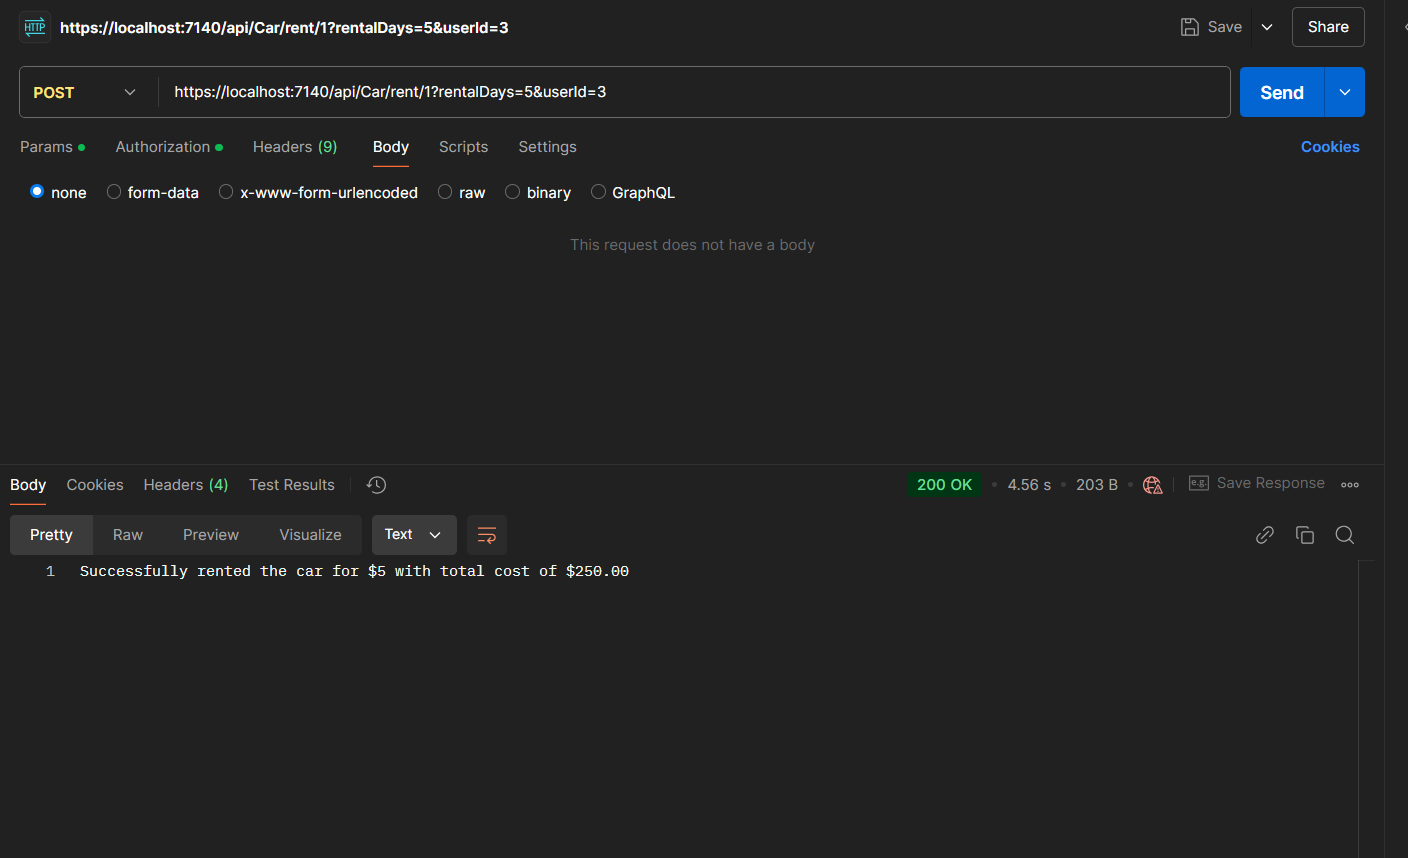 HTTP https://localhost:7140/api/Car/rent/1?rentalDays=5&userId=3 Save Share
POST https://localhost:7140/api/Car/rent/1?rentalDays=5&userId=3 Send
Params Authorization Headers (9) Body Scripts Settings Cookies
none form-data x-www-form-urlencoded raw binary GraphQL
This request does not have a body
Body Cookies Headers (4) Test Results 200 OK • 4.56 s • 203 B • e.g. Save Response
Pretty Raw Preview Visualize Text
1 Successfully rented the car for $5 with total cost of $250.00